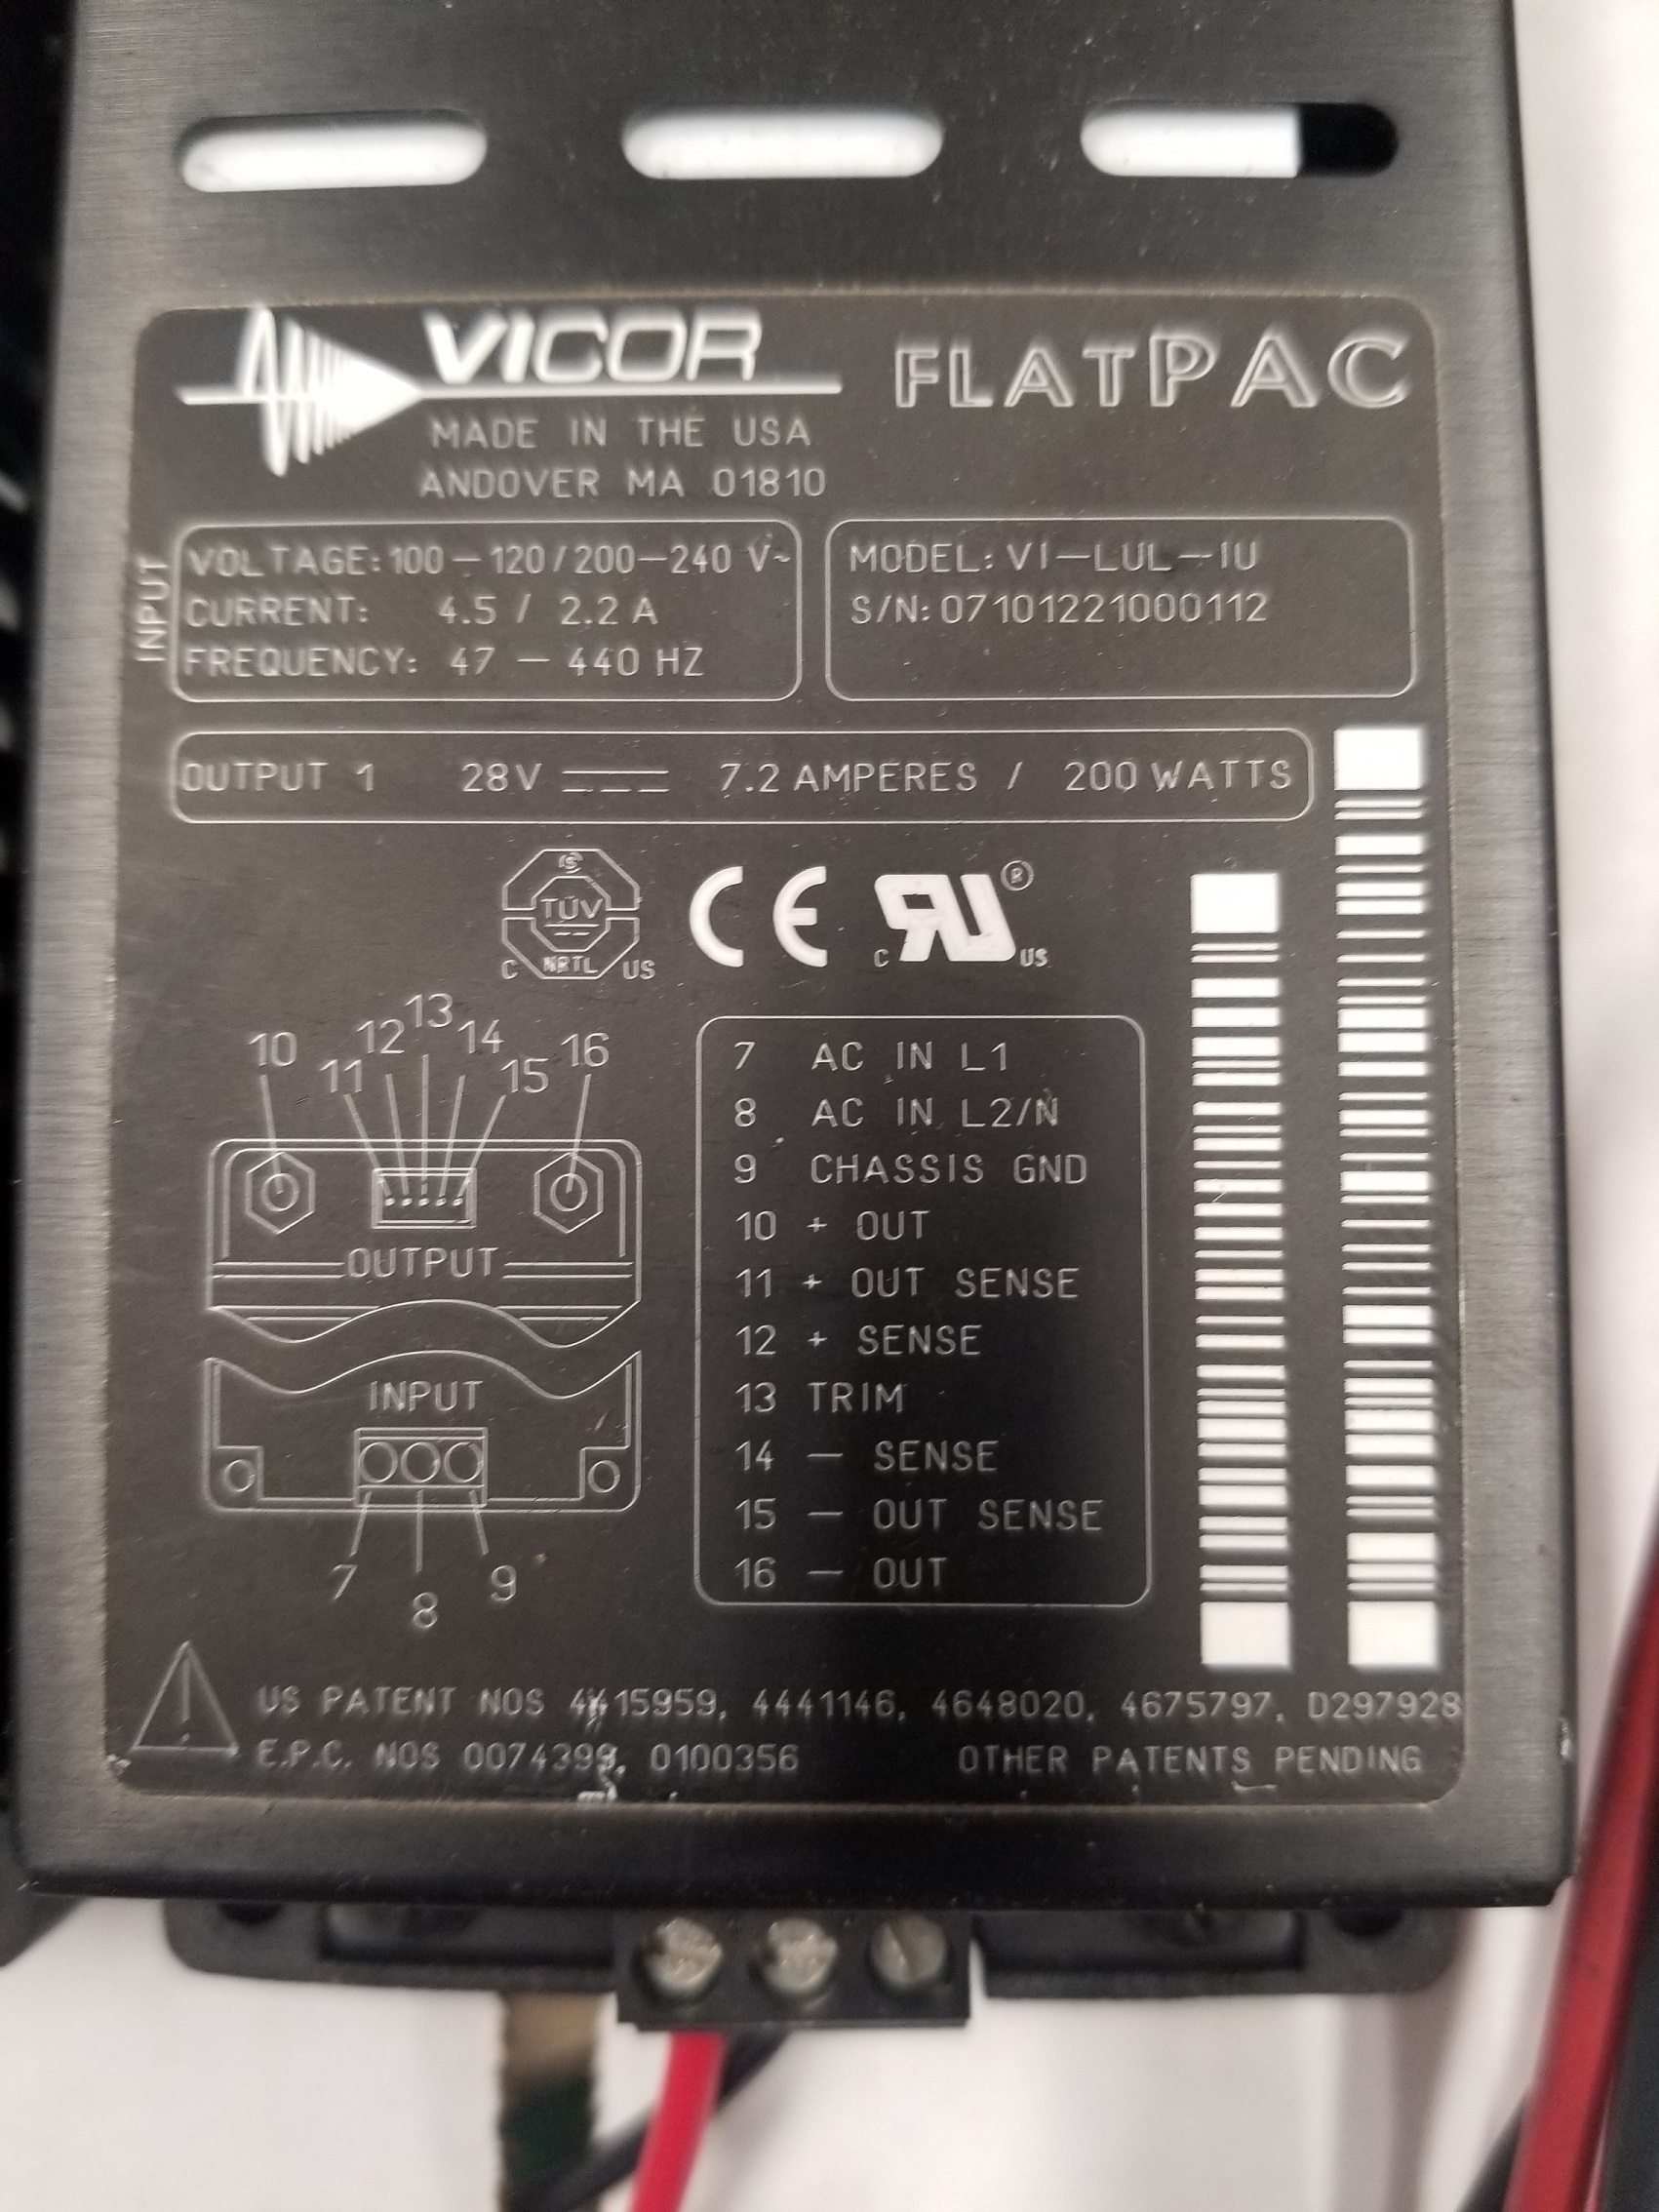 VICOR FLATPAC
MADE IN THE USA
ANDOVER MA 01810
INPUT
VOLTAGE: 100 – 120 / 200 – 240 V~
CURRENT: 4.5 / 2.2 A
FREQUENCY: 47 – 440 HZ
MODEL: VI–LUL–IU
S/N: 07101221000112
OUTPUT 1 28V 7.2 AMPERES / 200 WATTS
S
TÜV
C NRTL US
CE
C RU US ®
10 11 12 13 14 15 16
OUTPUT
INPUT
7 8 9
7 AC IN L1
8 AC IN L2/N
9 CHASSIS GND
10 + OUT
11 + OUT SENSE
12 + SENSE
13 TRIM
14 – SENSE
15 – OUT SENSE
16 – OUT
US PATENT NOS 4415959, 4441146, 4648020, 4675797, D297928
E.P.C. NOS 0100356 OTHER PATENTS PENDING